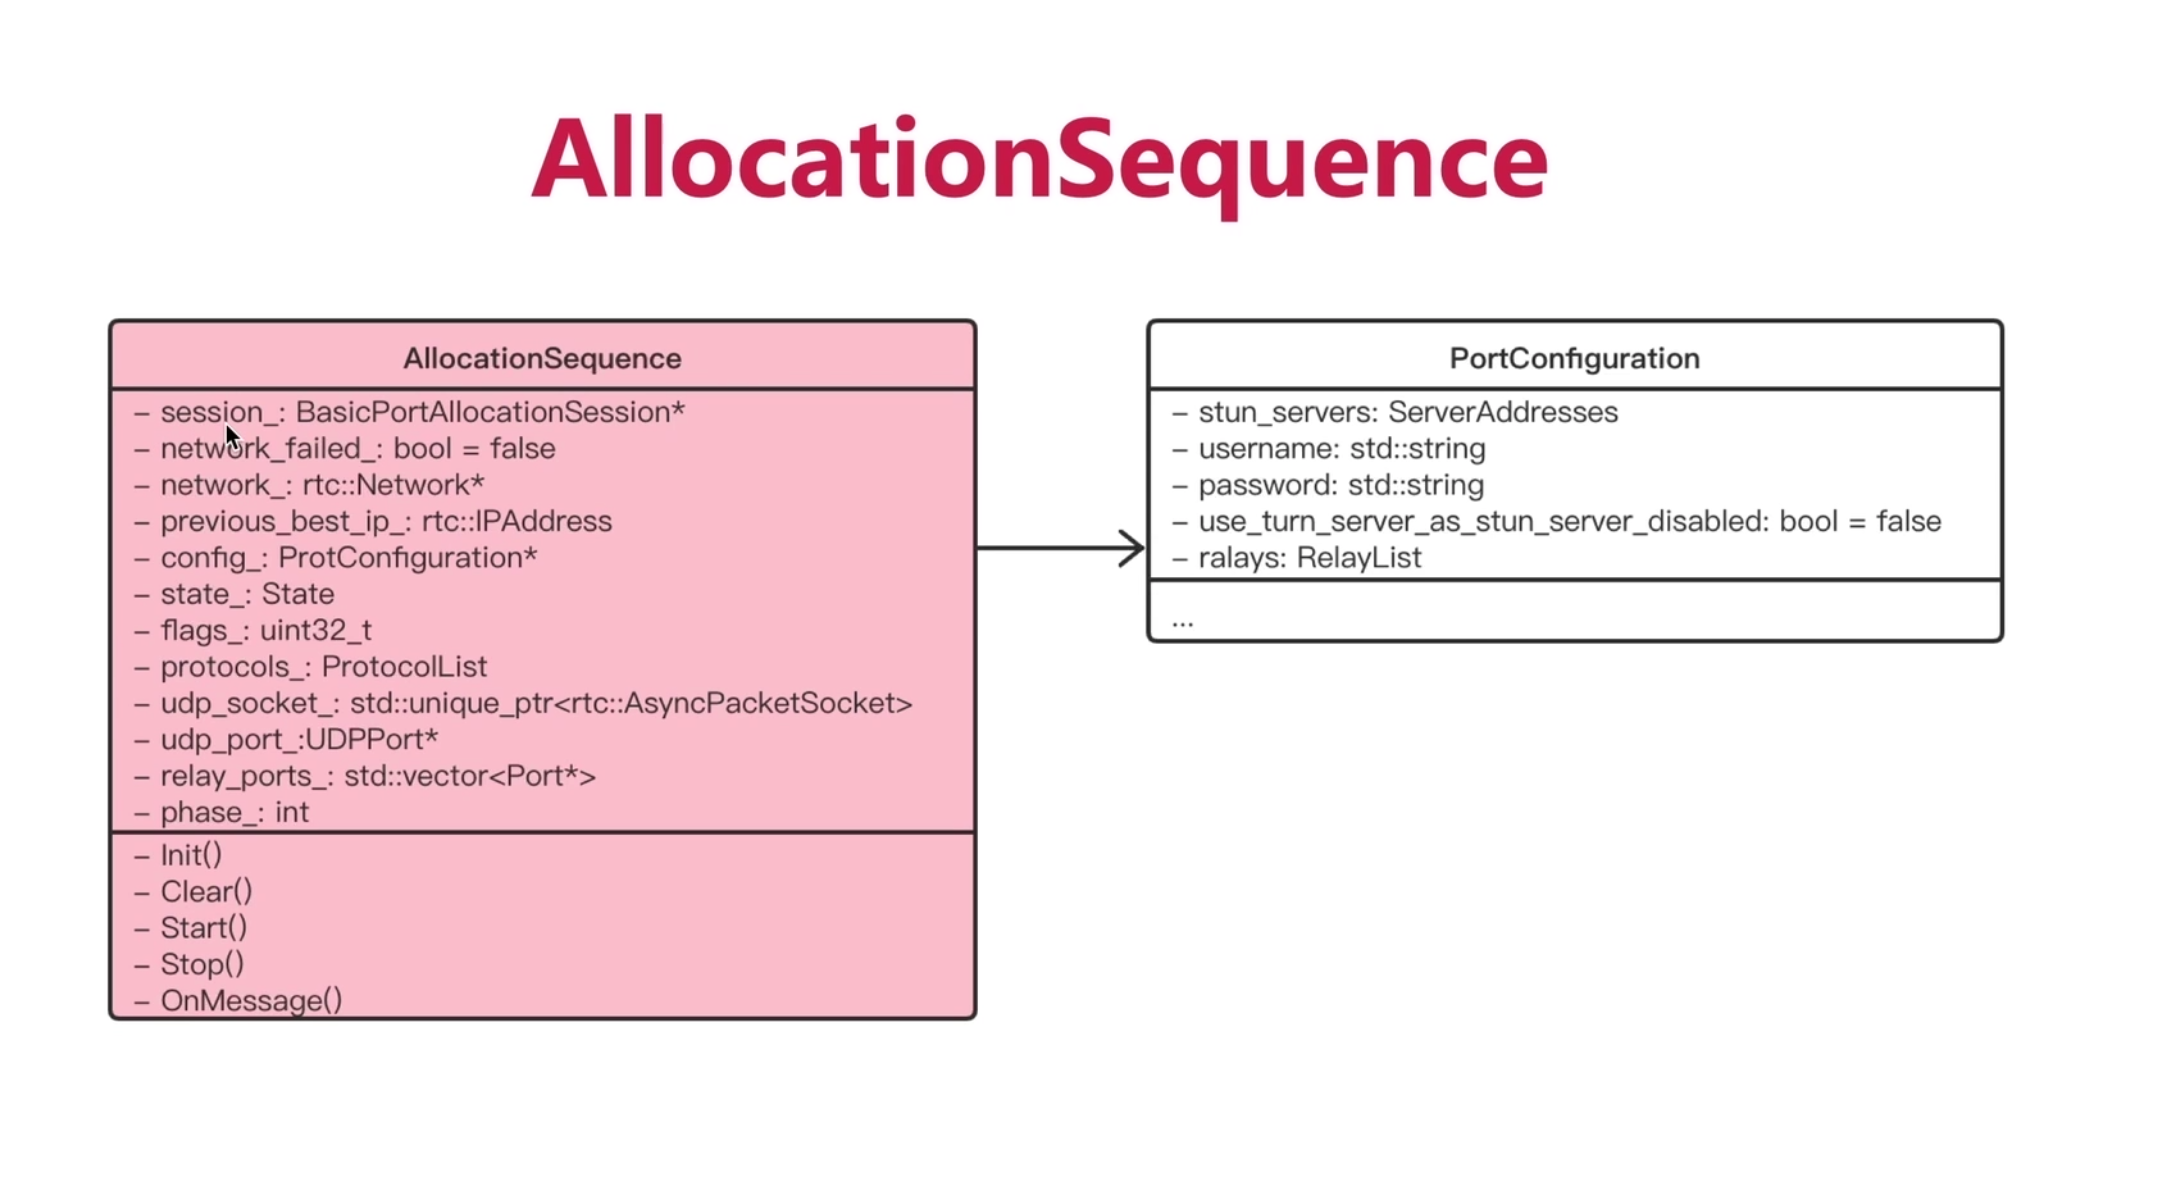 AllocationSequence
AllocationSequence
– session_: BasicPortAllocationSession*
– network_failed_: bool = false
– network_: rtc::Network*
– previous_best_ip_: rtc::IPAddress
– config_: ProtConfiguration*
– state_: State
– flags_: uint32_t
– protocols_: ProtocolList
– udp_socket_: std::unique_ptr<rtc::AsyncPacketSocket>
– udp_port_:UDPPort*
– relay_ports_: std::vector<Port*>
– phase_: int
– Init()
– Clear()
– Start()
– Stop()
– OnMessage()
PortConfiguration
– stun_servers: ServerAddresses
– username: std::string
– password: std::string
– use_turn_server_as_stun_server_disabled: bool = false
– ralays: RelayList
...